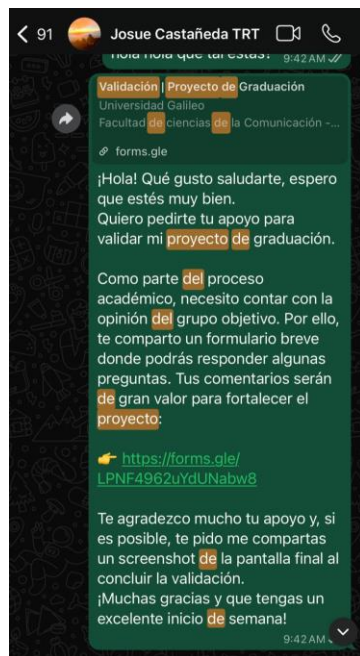 91 Josue Castañeda TRT
hola hola que tal estas? 9:42 AM
Validación | Proyecto de Graduación
Universidad Galileo
Facultad de ciencias de la Comunicación -...
forms.gle
¡Hola! Qué gusto saludarte, espero
que estés muy bien.
Quiero pedirte tu apoyo para
validar mi proyecto de graduación.
Como parte del proceso
académico, necesito contar con la
opinión del grupo objetivo. Por ello,
te comparto un formulario breve
donde podrás responder algunas
preguntas. Tus comentarios serán
de gran valor para fortalecer el
proyecto:
👉 https://forms.gle/
LPNF4962uYdUNabw8
Te agradezco mucho tu apoyo y, si
es posible, te pido me compartas
un screenshot de la pantalla final al
concluir la validación.
¡Muchas gracias y que tengas un
excelente inicio de semana!
9:42 AM